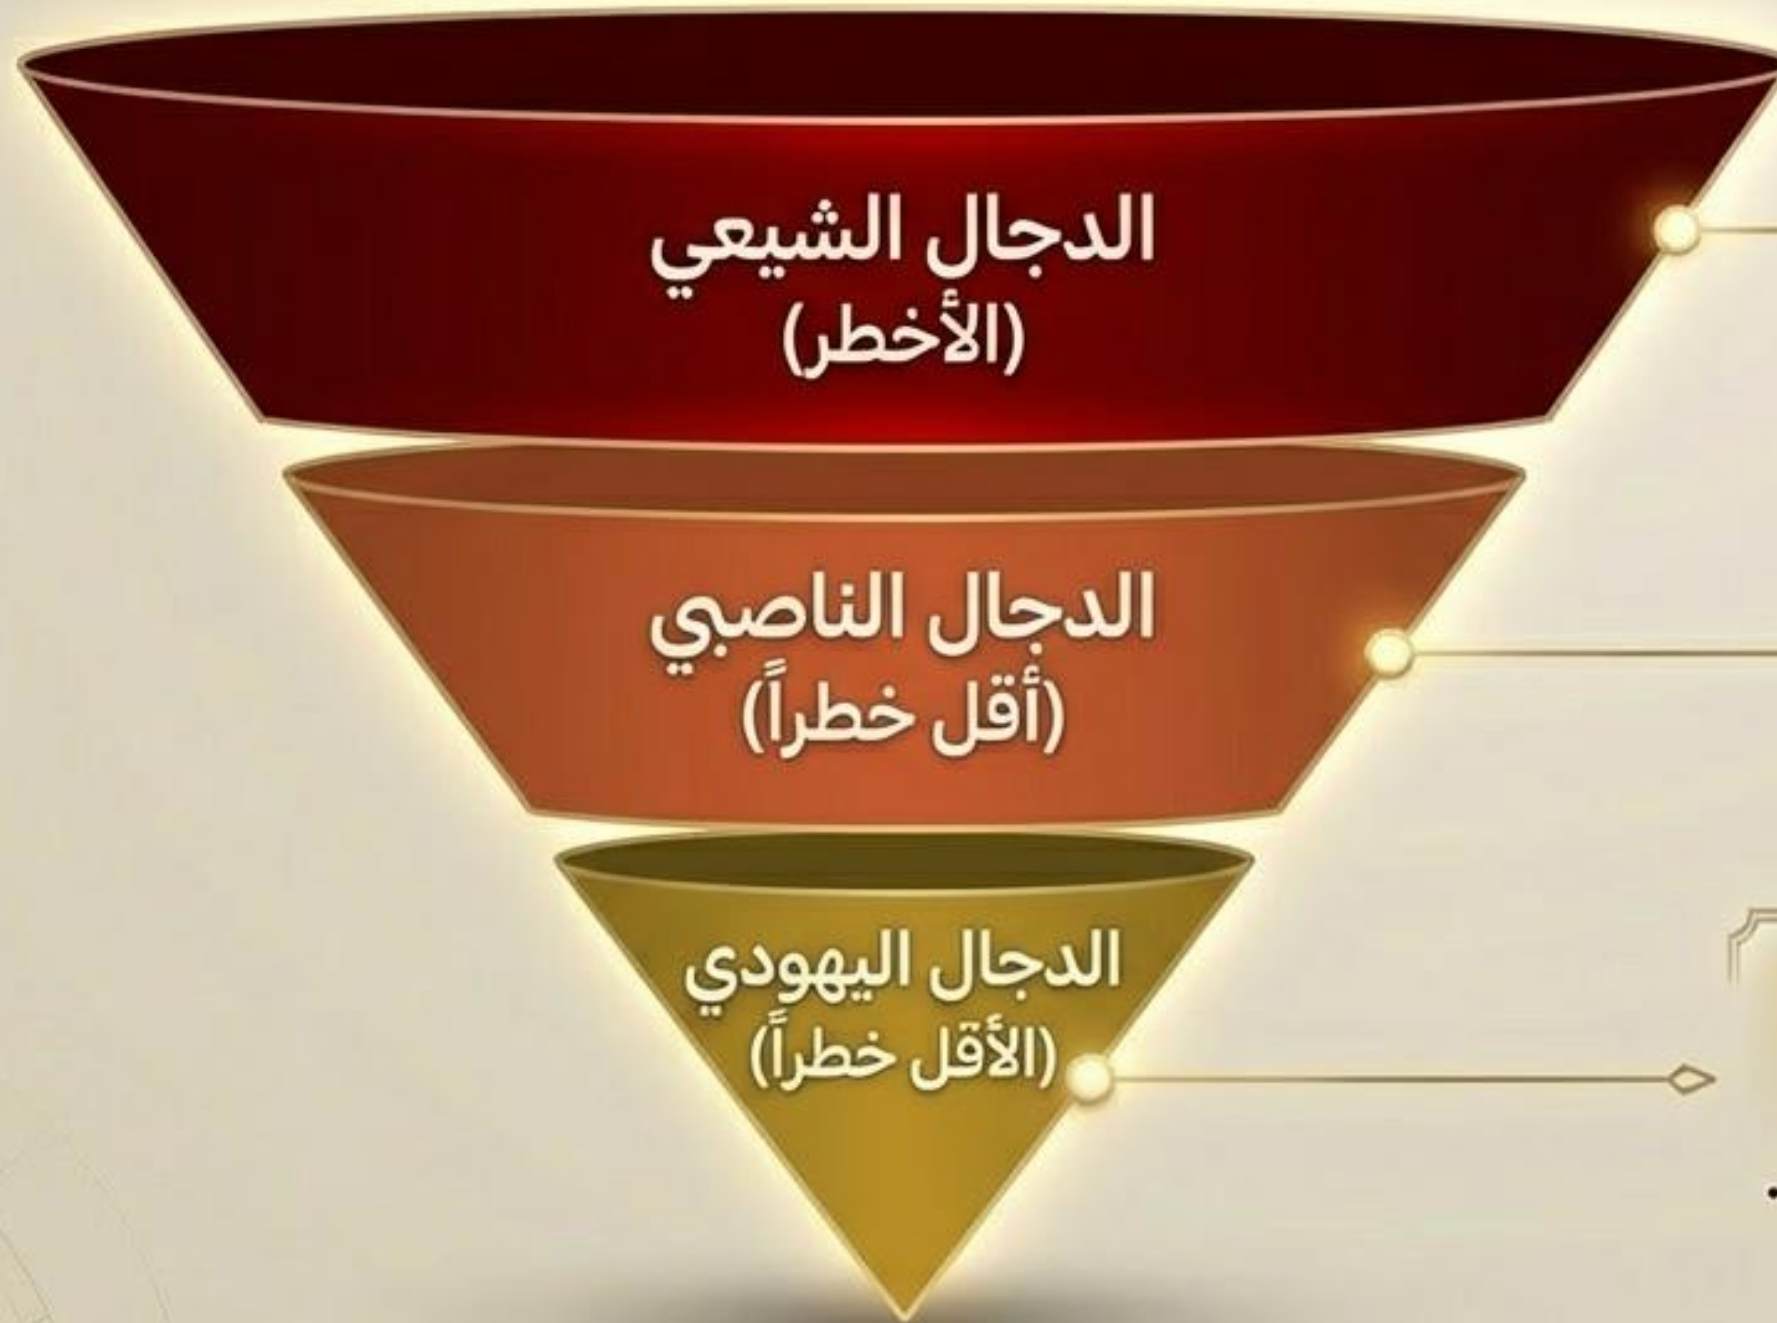 الدجال الشيعي
(الأخطر)
الدجال الناصبي
(أقل خطراً)
الدجال اليهودي
(الأقل خطراً)